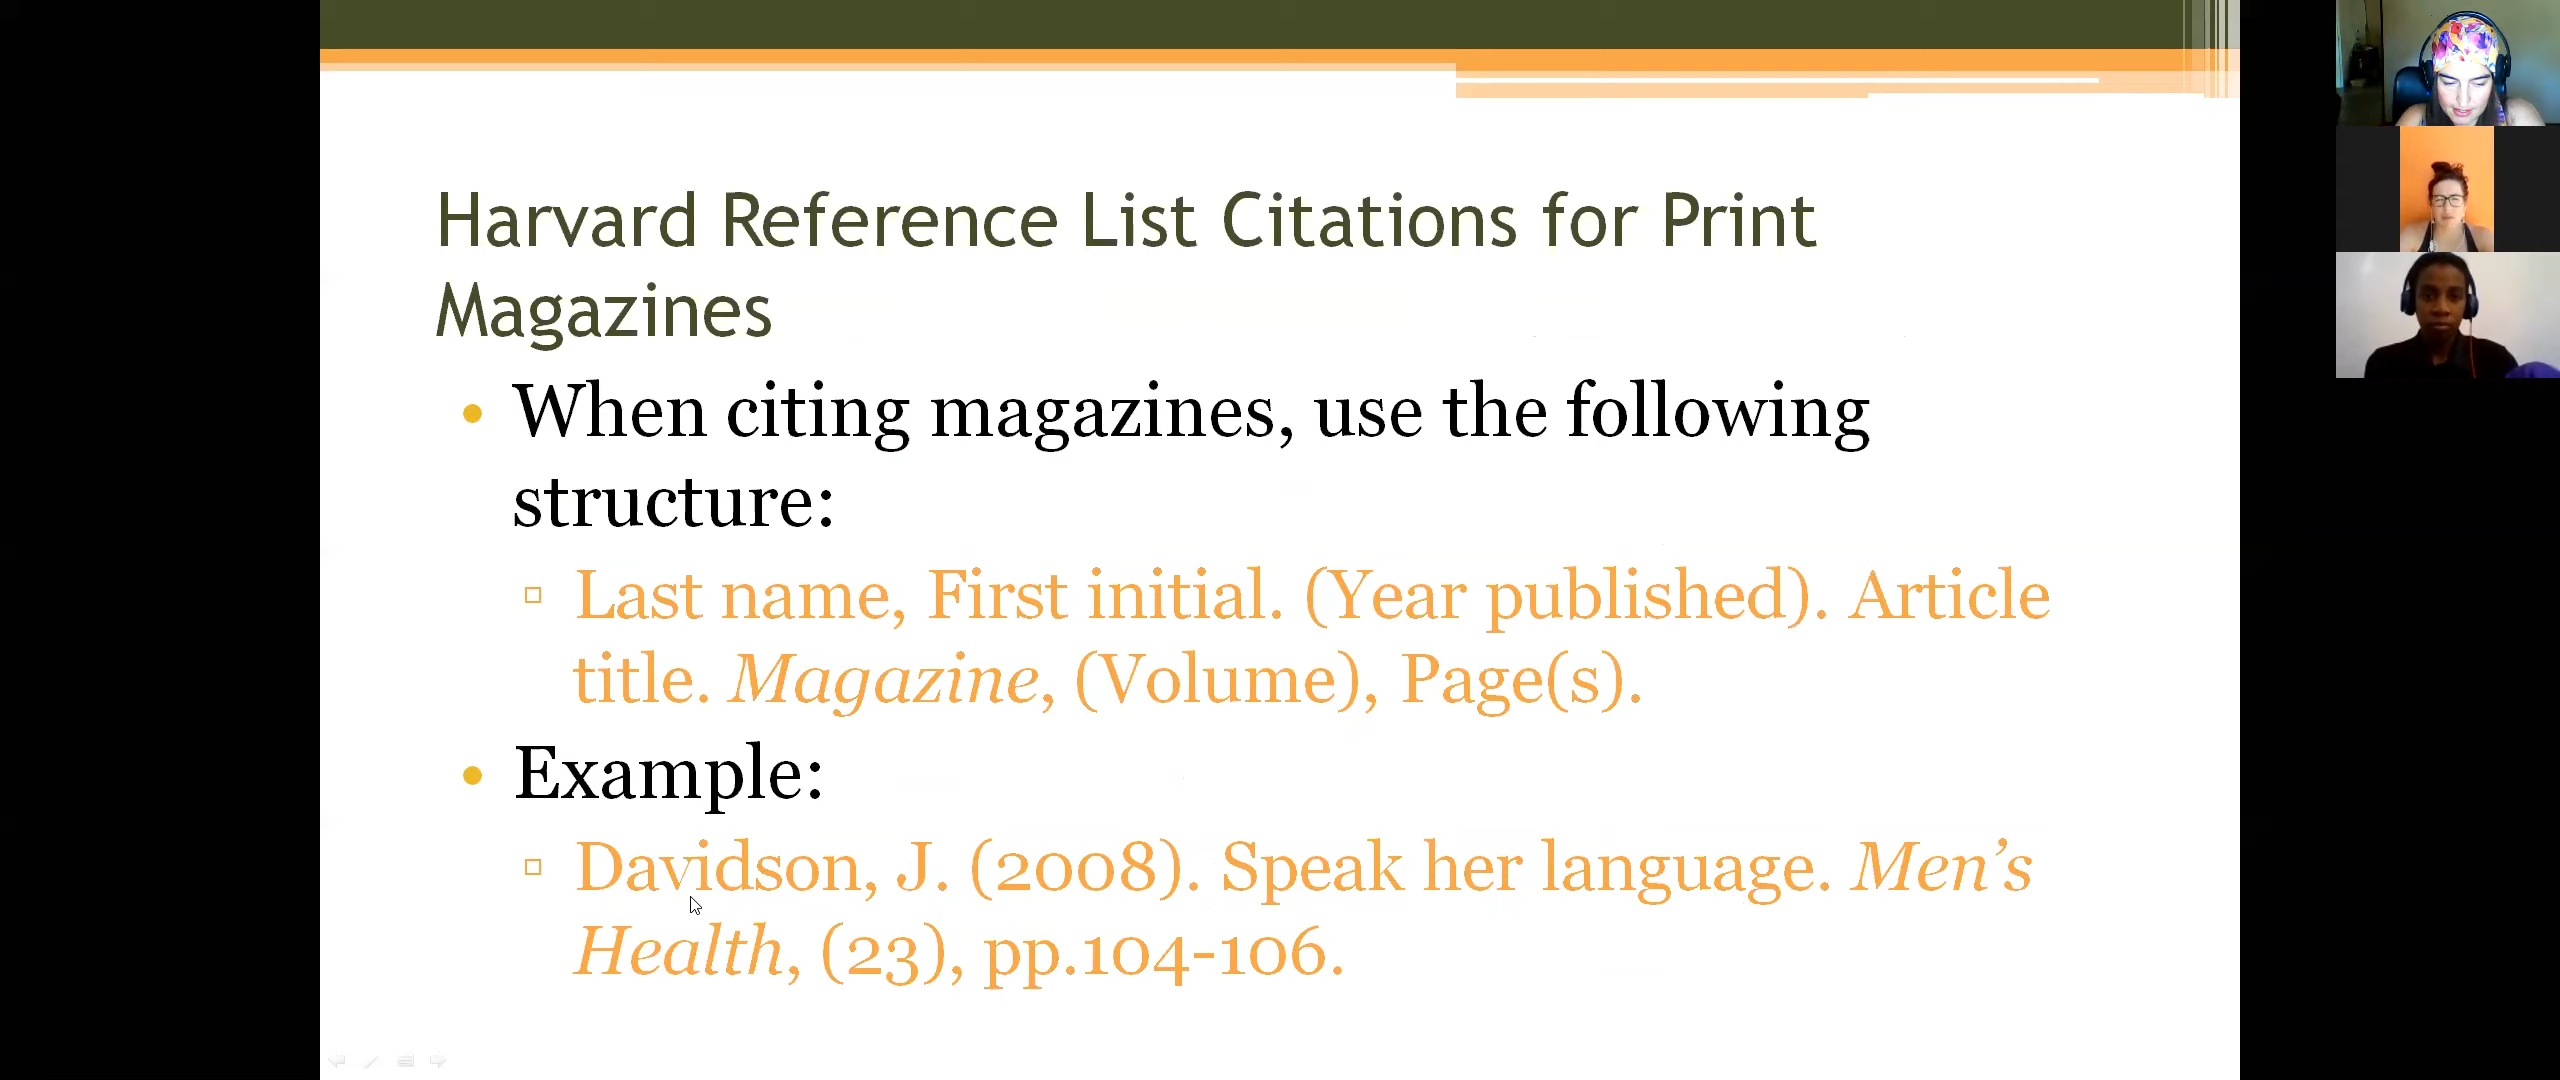 Harvard Reference List Citations for Print
Magazines
• When citing magazines, use the following
structure:
▫ Last name, First initial. (Year published). Article
title. Magazine, (Volume), Page(s).
• Example:
▫ Davidson, J. (2008). Speak her language. Men’s
Health, (23), pp.104-106.